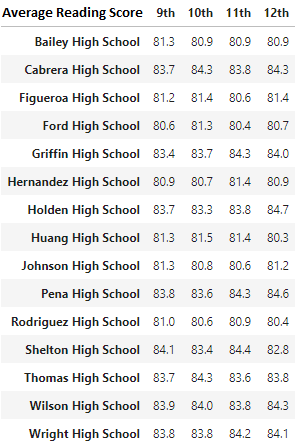 Average Reading Score 9th 10th 11th 12th
Bailey High School 81.3 80.9 80.9 80.9
Cabrera High School 83.7 84.3 83.8 84.3
Figueroa High School 81.2 81.4 80.6 81.4
Ford High School 80.6 81.3 80.4 80.7
Griffin High School 83.4 83.7 84.3 84.0
Hernandez High School 80.9 80.7 81.4 80.9
Holden High School 83.7 83.3 83.8 84.7
Huang High School 81.3 81.5 81.4 80.3
Johnson High School 81.3 80.8 80.6 81.2
Pena High School 83.8 83.6 84.3 84.6
Rodriguez High School 81.0 80.6 80.9 80.4
Shelton High School 84.1 83.4 84.4 82.8
Thomas High School 83.7 84.3 83.6 83.8
Wilson High School 83.9 84.0 83.8 84.3
Wright High School 83.8 83.8 84.2 84.1